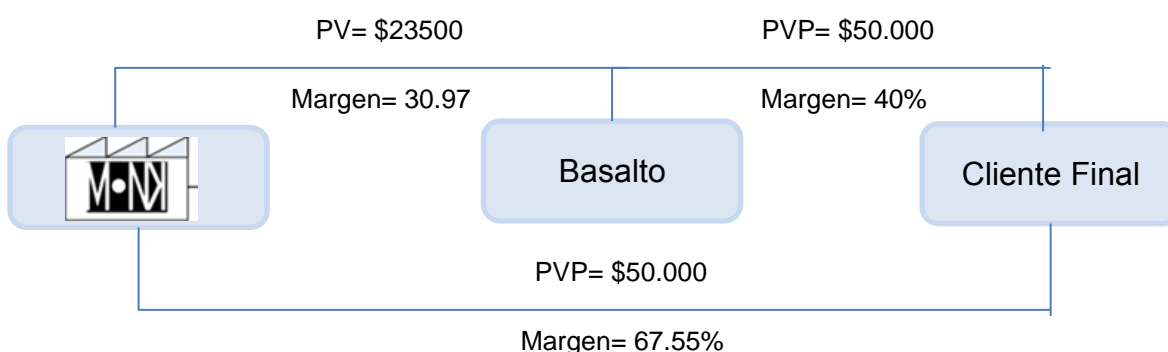 PV= $23500
PVP= $50.000
Margen= 30.97
Margen= 40%
M•NK
Basalto
Cliente Final
PVP= $50.000
Margen= 67.55%